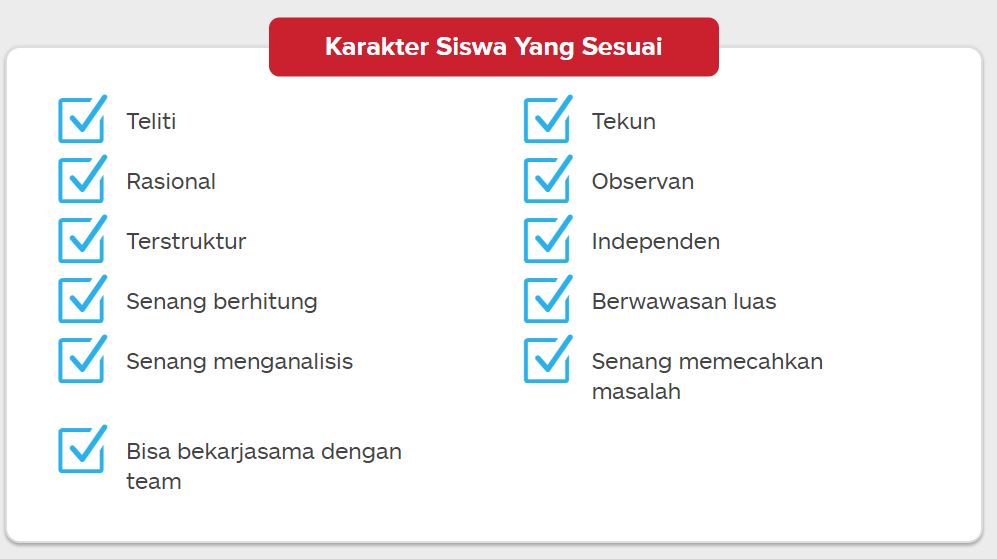 Karakter Siswa Yang Sesuai
Teliti
Tekun
Rasional
Observan
Terstruktur
Independen
Senang berhitung
Berwawasan luas
Senang menganalisis
Senang memecahkan
masalah
Bisa bekarjasama dengan
team